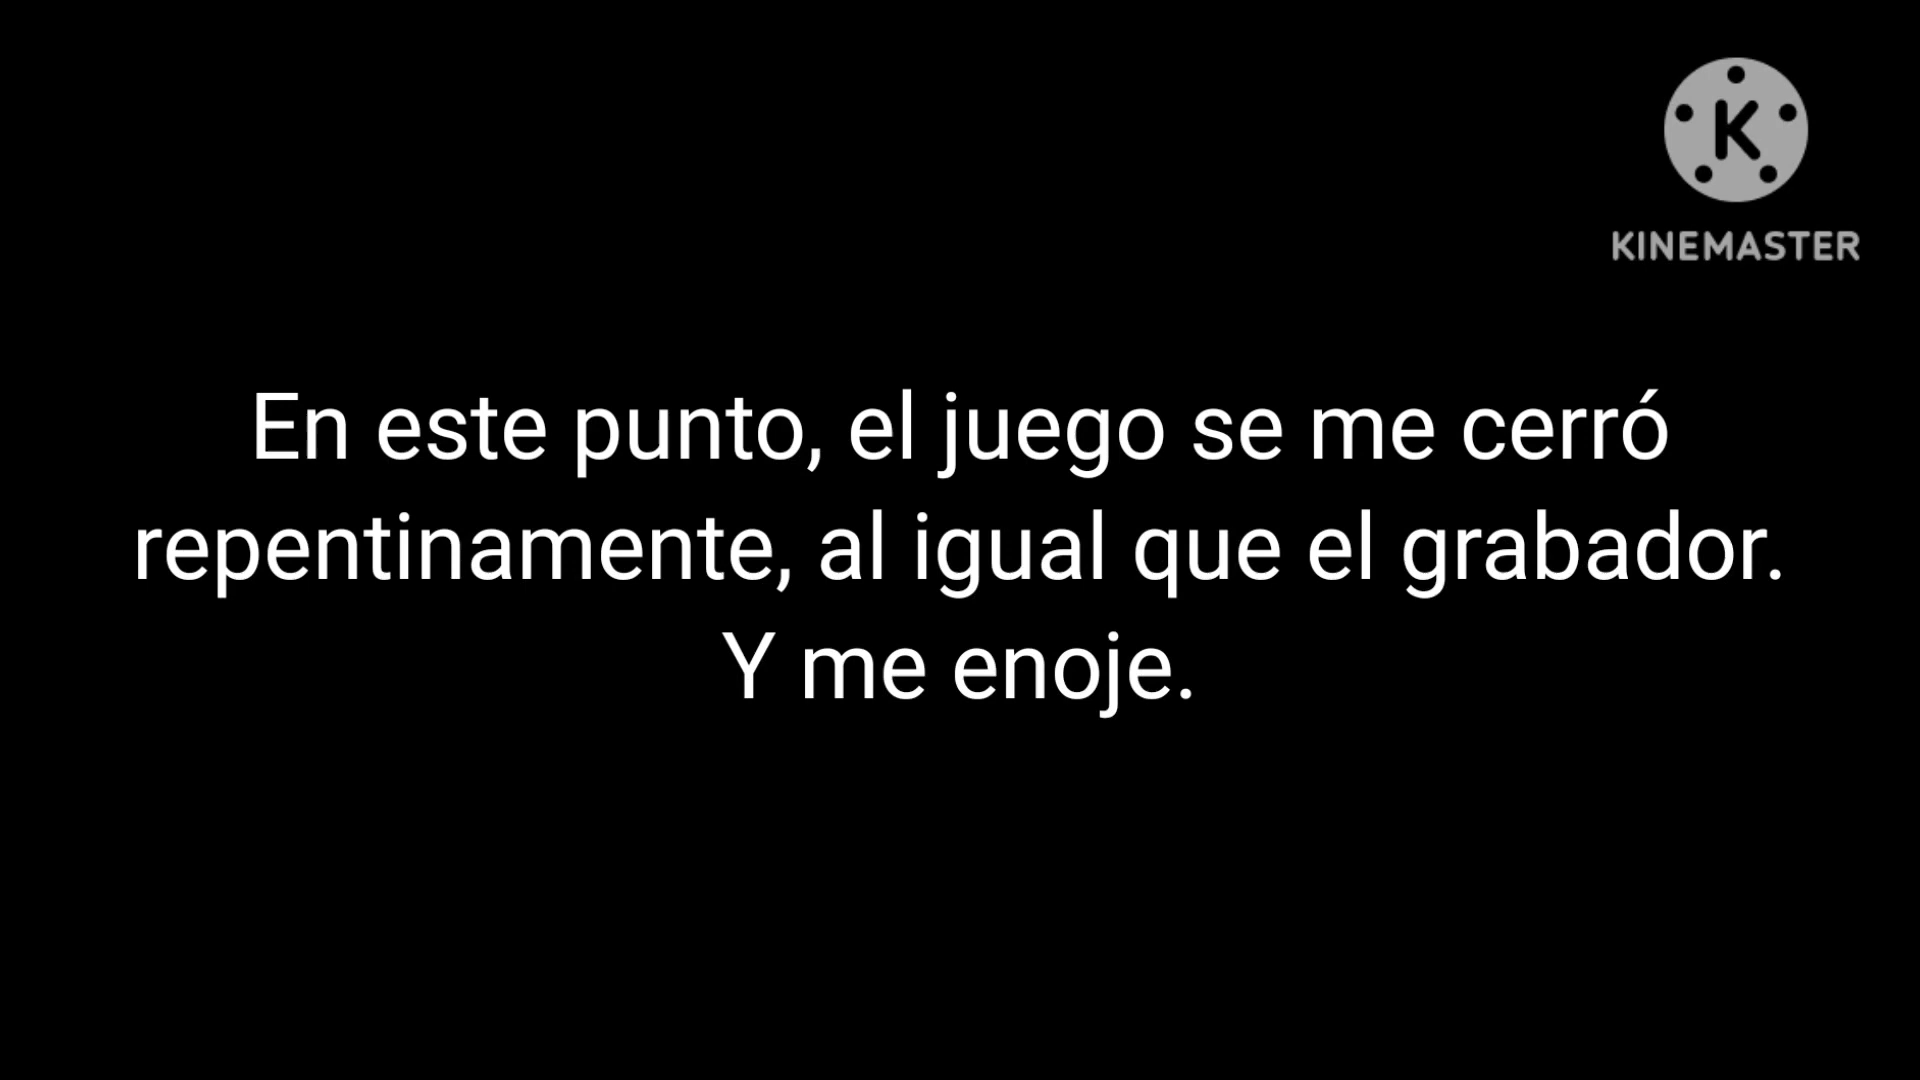 K
KINEMASTER
En este punto, el juego se me cerró
repentinamente, al igual que el grabador.
Y me enoje.